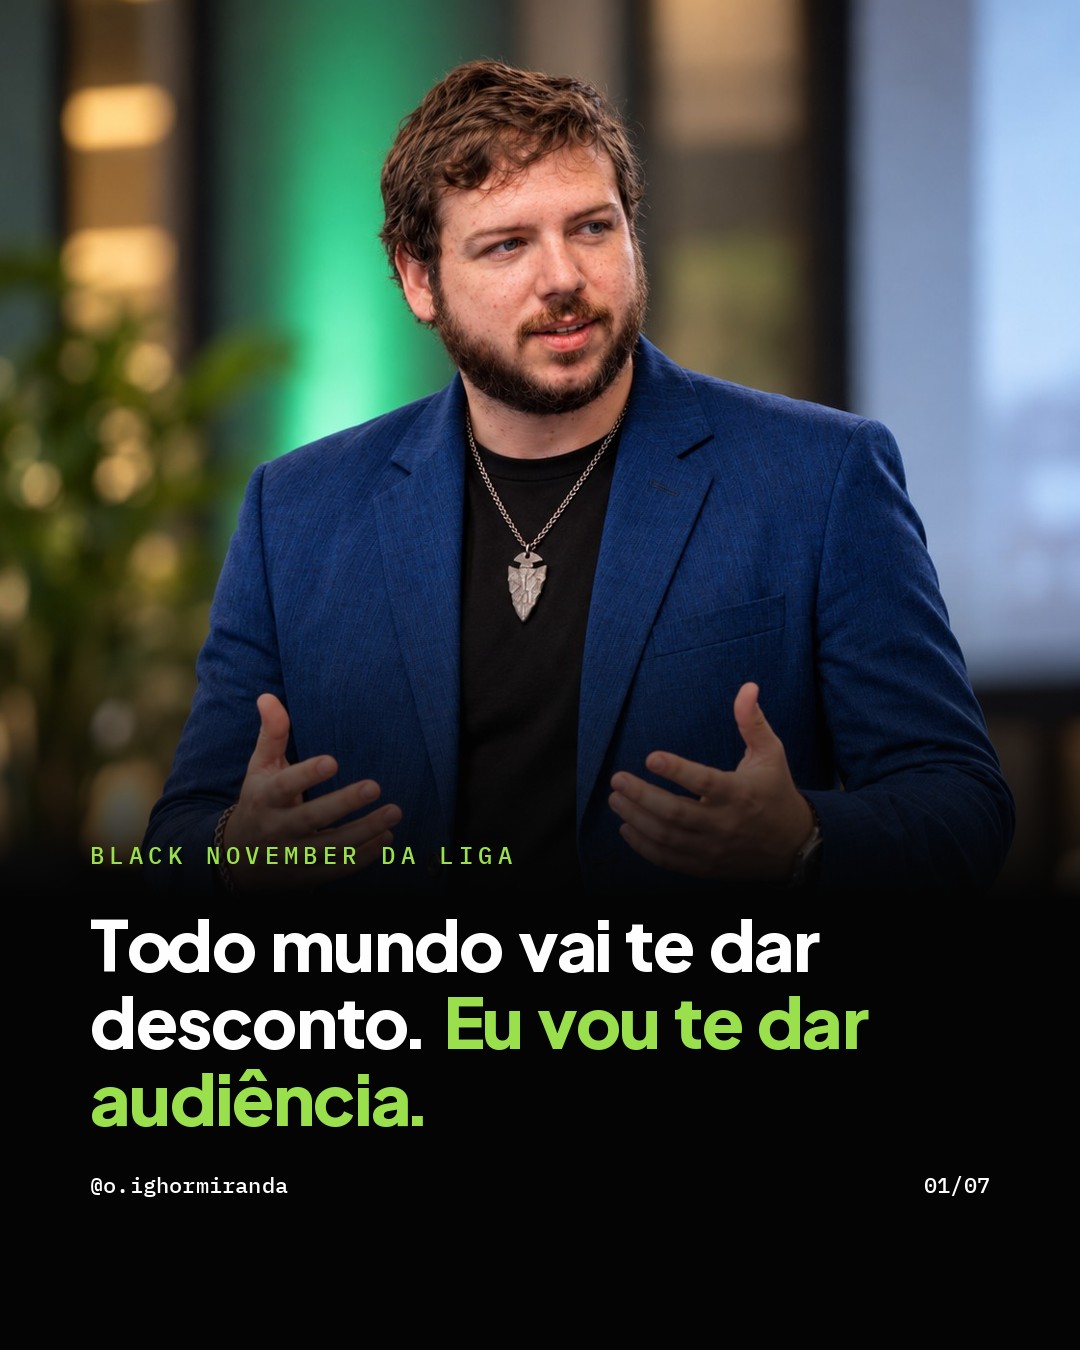 BLACK NOVEMBER DA LIGA
Todo mundo vai te dar
desconto. Eu vou te dar
audiência.
@o.ighormiranda
01/07